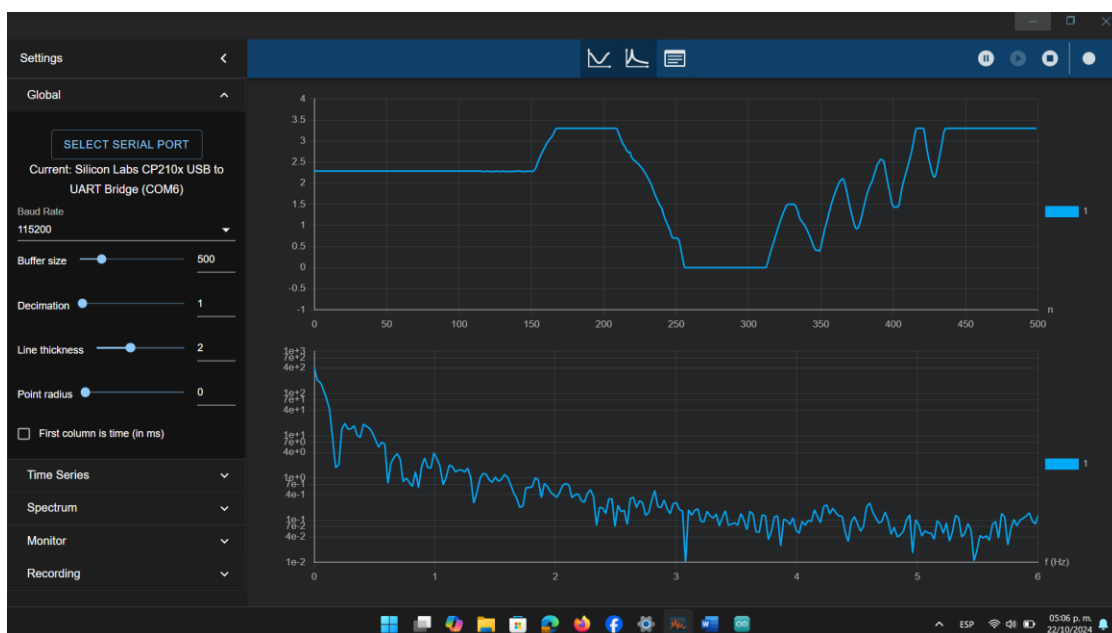 Settings
Global
SELECT SERIAL PORT
Current: Silicon Labs CP210x USB to
UART Bridge (COM6)
Baud Rate
115200
Buffer size 500
Decimation 1
Line thickness 2
Point radius 0
First column is time (in ms)
Time Series
Spectrum
Monitor
Recording
4
3.5
3
2.5
2
1.5
1
0.5
0
-0.5
-1
0 50 100 150 200 250 300 350 400 450 500
n
1
1e+3
7e+2
4e+2
1e+2
7e+1
4e+1
1e+1
7e+0
4e+0
1e+0
7e-1
4e-1
1e-1
7e-2
4e-2
1e-2
0 1 2 3 4 5 6
f (Hz)
1
ESP
05:06 p. m.
22/10/2024